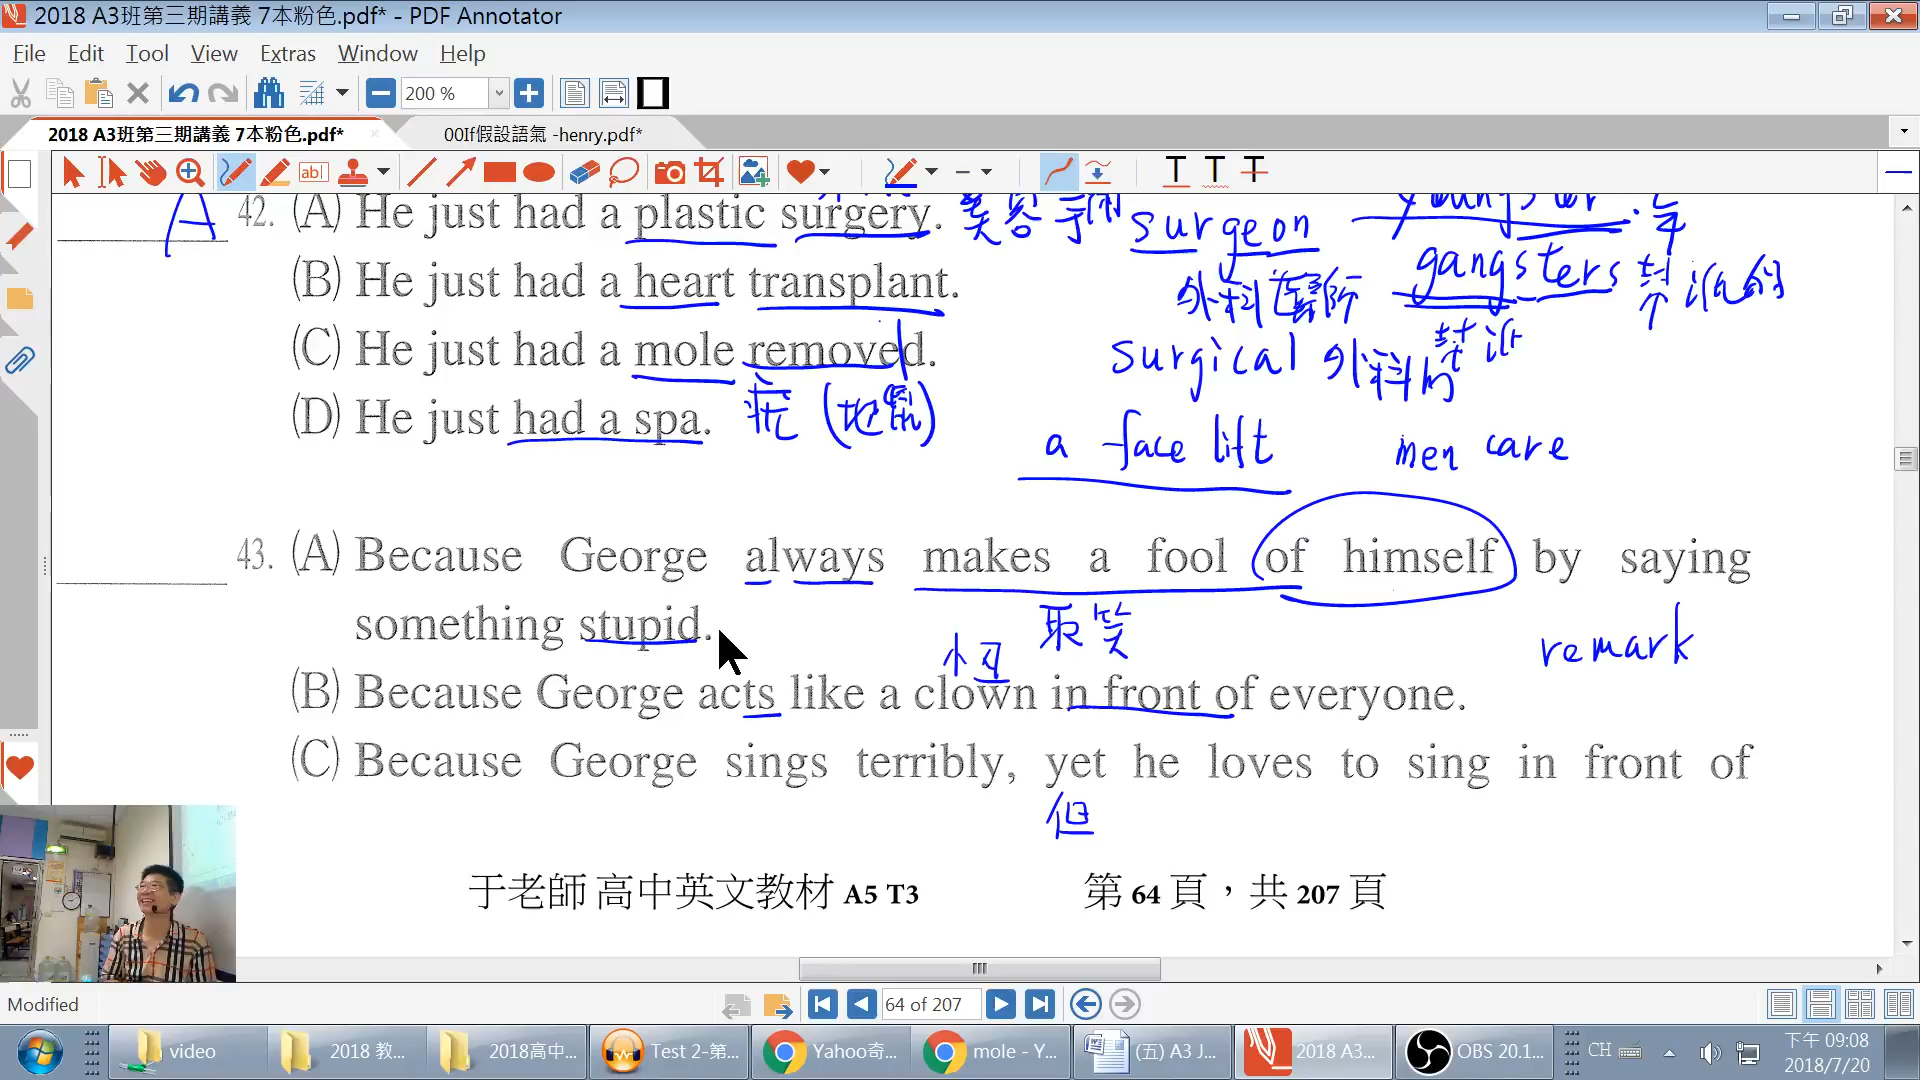 2018 A3班第三期講義 7本粉色.pdf* - PDF Annotator
File Edit Tool View Extras Window Help
200 %
2018 A3班第三期講義 7本粉色.pdf* 00If假設語氣 -henry.pdf*
A 42. (A) He just had a plastic surgery. 美容手術 surgeon youngster
(B) He just had a heart transplant. 外科醫師 gangsters 幫派的
(C) He just had a mole removed. surgical 外科的 幫派
(D) He just had a spa. 痣 (地鼠)
a face lift men care
43. (A) Because George always makes a fool of himself by saying
something stupid. 取笑 remark
(B) Because George acts like a clown in front of everyone.
(C) Because George sings terribly, yet he loves to sing in front of
但
于老師 高中英文教材 A5 T3 第 64 頁，共 207 頁
Modified 64 of 207
video 2018 教... 2018高中... Test 2-第... Yahoo奇... mole - Y... (五) A3 J... 2018 A3... OBS 20.1... CH 下午 09:08
2018/7/20